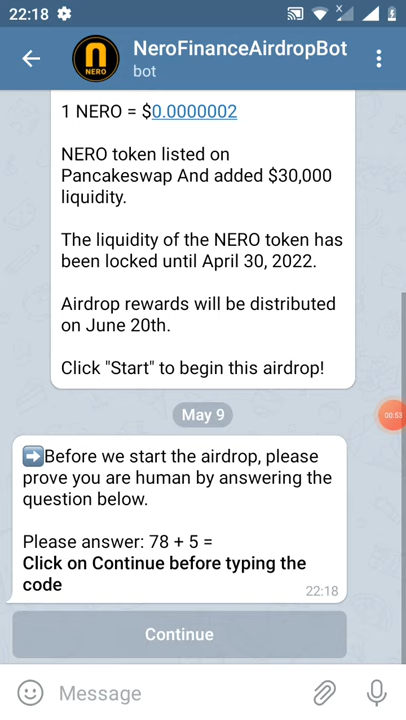 22:18
NeroFinanceAirdropBot
bot
NERO
1 NERO = $0.0000002
NERO token listed on
Pancakeswap And added $30,000
liquidity.
The liquidity of the NERO token has
been locked until April 30, 2022.
Airdrop rewards will be distributed
on June 20th.
Click "Start" to begin this airdrop!
May 9
00:53
➡Before we start the airdrop, please
prove you are human by answering the
question below.
Please answer: 78 + 5 =
Click on Continue before typing the
code
22:18
Continue
Message